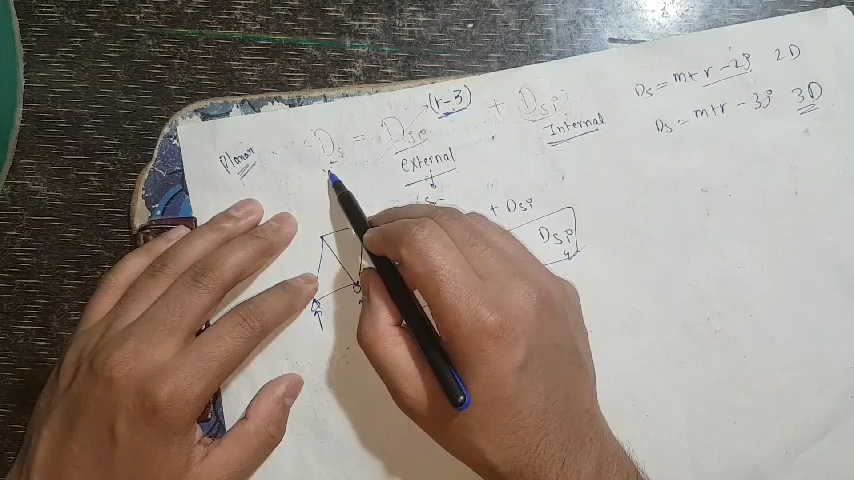 Planar Ds = Dse (r-3) + Dsi
external Internal
+ Dsi
Dsi
Ds = m+r-2j 2D
Ds = m+r-3j 3D